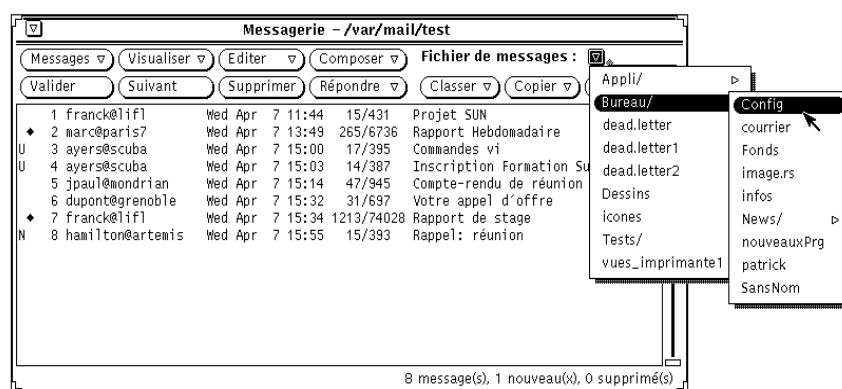 Messagerie - /var/mail/test
Messages Visualiser Editer Composer Fichier de messages :
Valider Suivant Supprimer Répondre Classer Copier
1 franck@lifl Wed Apr 7 11:44 15/431 Projet SUN
2 marc@paris7 Wed Apr 7 13:49 265/6736 Rapport Hebdomadaire
U 3 ayers@scuba Wed Apr 7 15:00 17/395 Commandes vi
U 4 ayers@scuba Wed Apr 7 15:03 14/387 Inscription Formation Su
5 jpaul@mondrian Wed Apr 7 15:14 47/945 Compte-rendu de réunion
6 dupont@grenoble Wed Apr 7 15:32 31/697 Votre appel d´offre
7 franck@lifl Wed Apr 7 15:34 1213/74028 Rapport de stage
N 8 hamilton@artemis Wed Apr 7 15:55 15/393 Rappel: réunion
8 message(s), 1 nouveau(x), 0 supprimé(s)
Appli/
Bureau/
dead.letter
dead.letter1
dead.letter2
Dessins
icones
Tests/
vues_imprimante1
Config
courrier
Fonds
image.rs
infos
News/
nouveauxPrg
patrick
SansNom